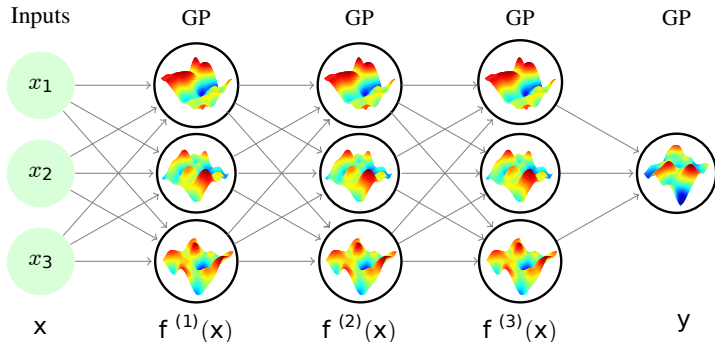 Inputs GP GP GP GP
x1
x2
x3
x f (1)(x) f (2)(x) f (3)(x) y